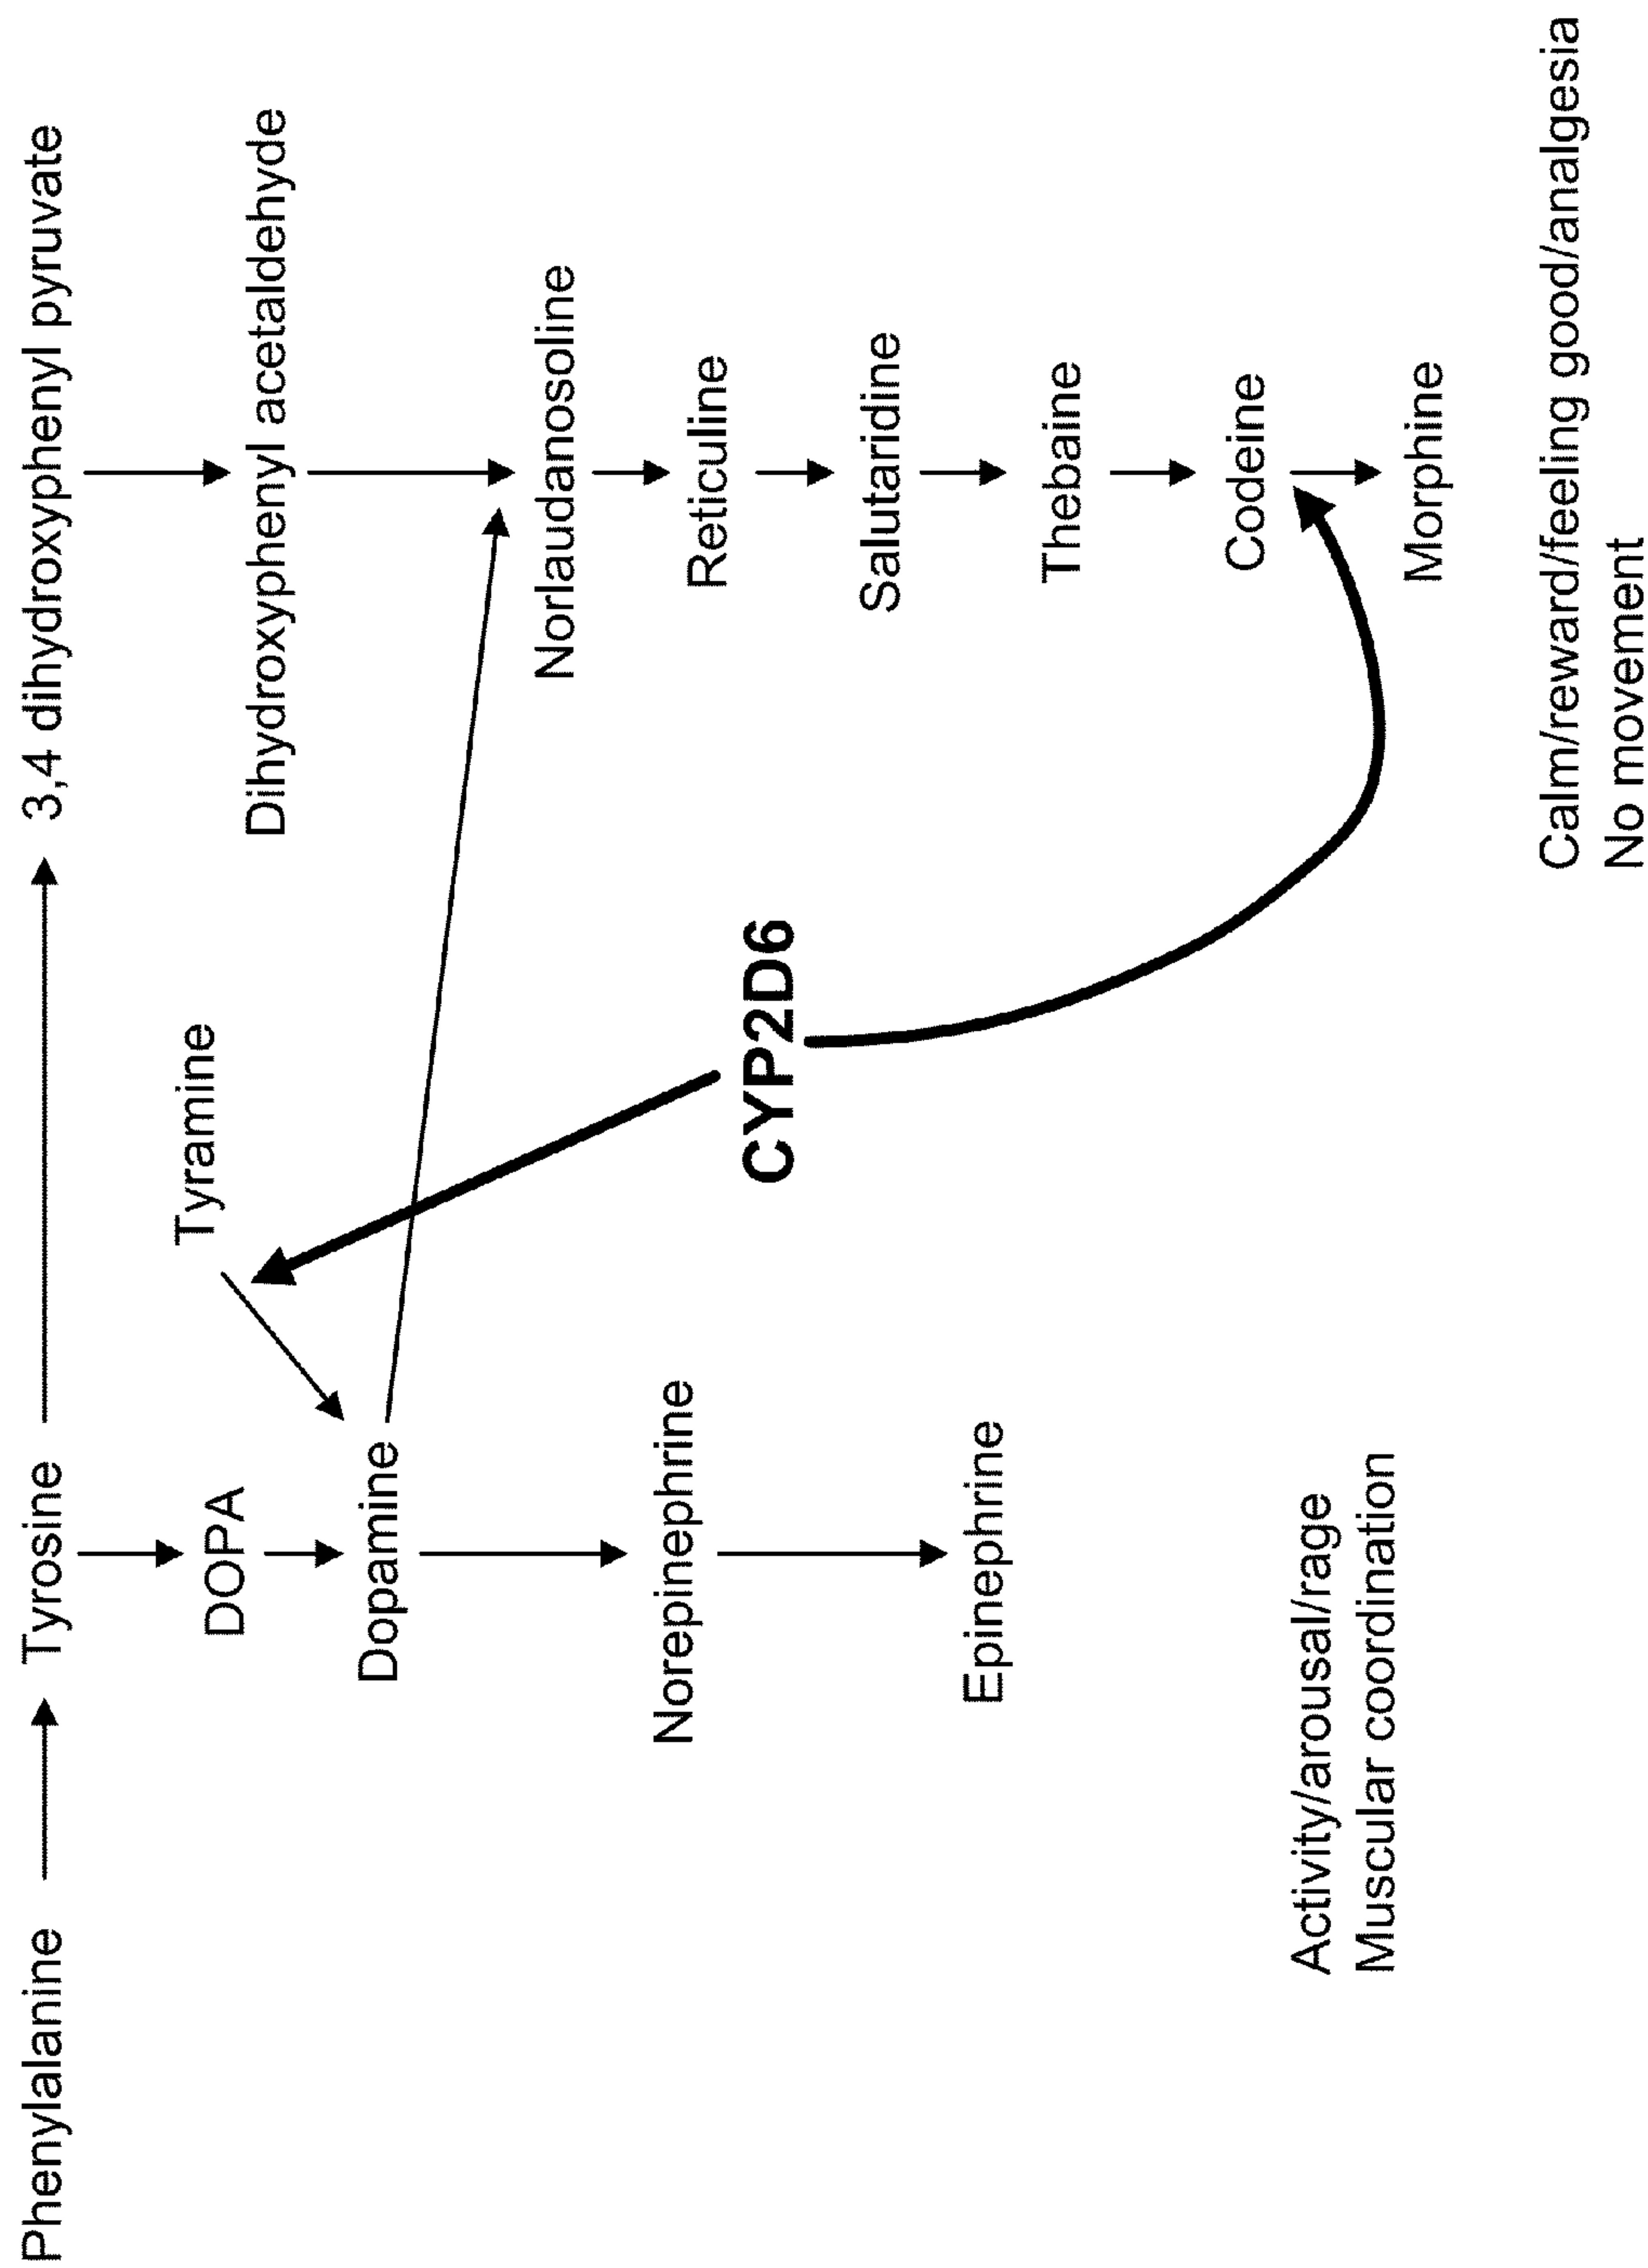 Phenylalanine
Tyrosine
3,4 dihydroxyphenyl pyruvate
DOPA
Tyramine
Dihydroxyphenyl acetaldehyde
Dopamine
Norlaudanosoline
Norepinephrine
CYP2D6
Reticuline
Salutaridine
Epinephrine
Thebaine
Codeine
Morphine
Activity/arousal/rage
Muscular coordination
Calm/reward/feeling good/analgesia
No movement